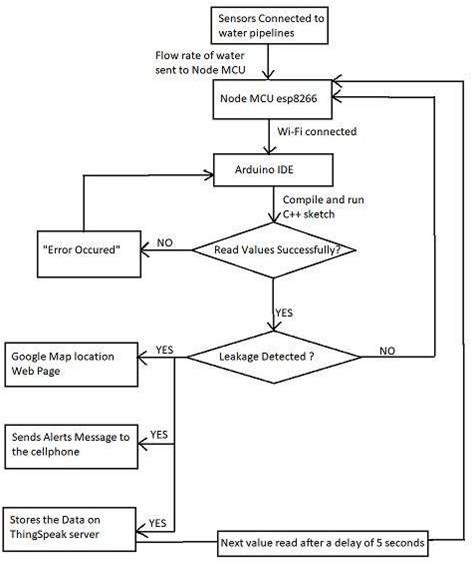 Sensors Connected to
water pipelines
Flow rate of water
sent to Node MCU
Node MCU esp8266
Wi-Fi connected
Arduino IDE
Compile and run
C++ sketch
"Error Occured"
NO
Read Values Successfully?
YES
Google Map location
Web Page
YES
Leakage Detected ?
NO
Sends Alerts Message to
the cellphone
YES
Stores the Data on
ThingSpeak server
YES
Next value read after a delay of 5 seconds